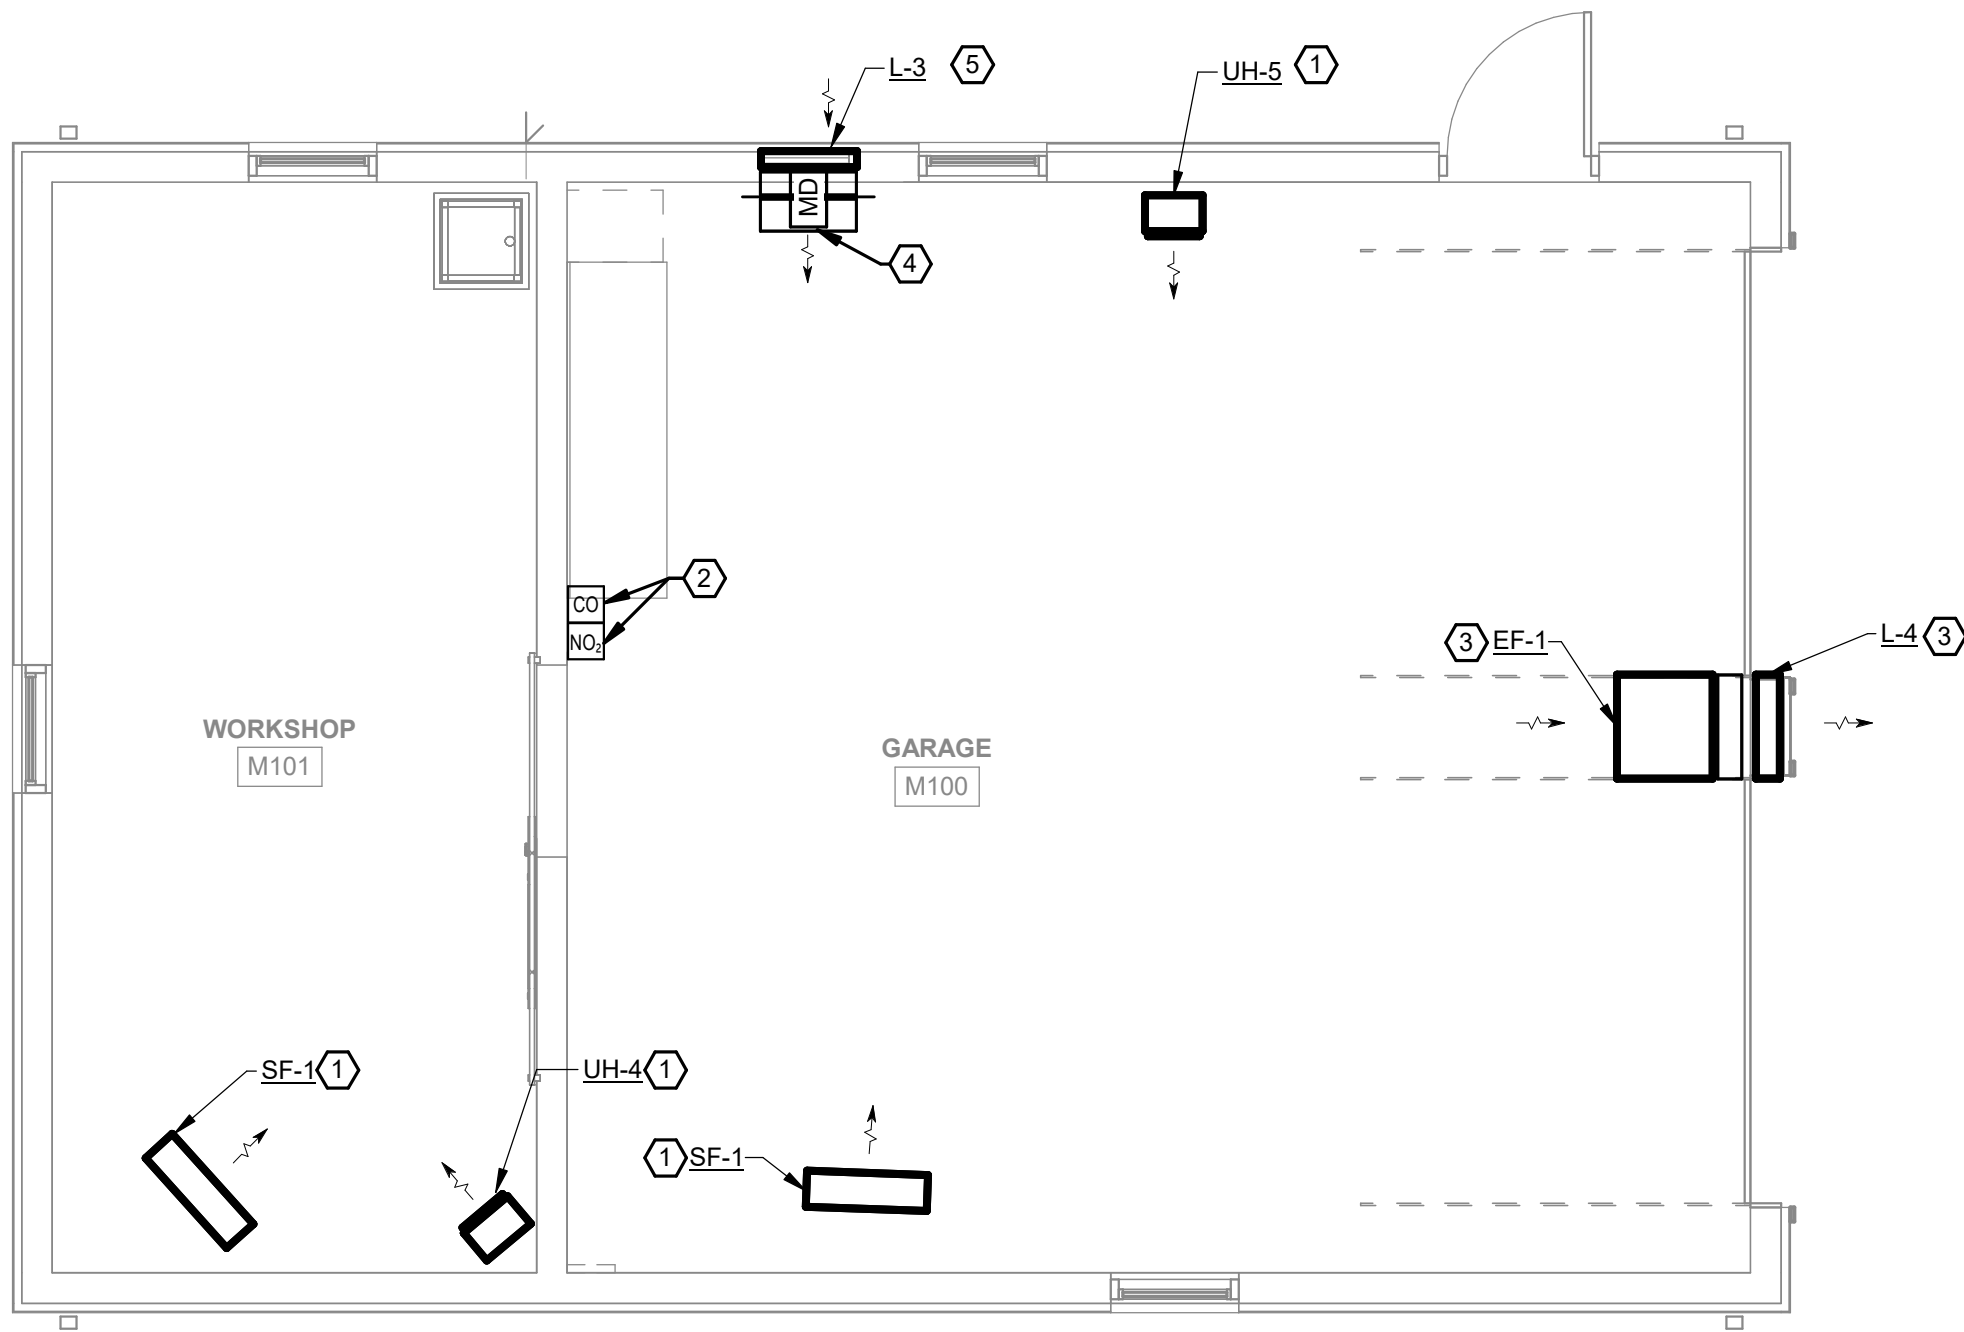 L-3 5
UH-5 1
MD
4
2
CO
NO₂
3 EF-1
L-4 3
WORKSHOP
M101
GARAGE
M100
SF-1 1
UH-4 1
1 SF-1